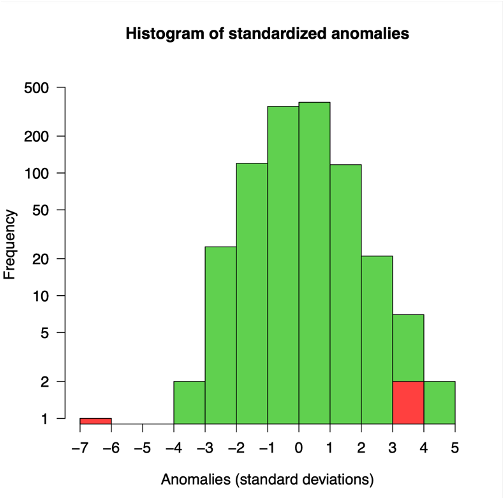 Histogram of standardized anomalies
500
200
100
50
20
10
5
2
1
Frequency
−7 −6 −5 −4 −3 −2 −1 0 1 2 3 4 5
Anomalies (standard deviations)